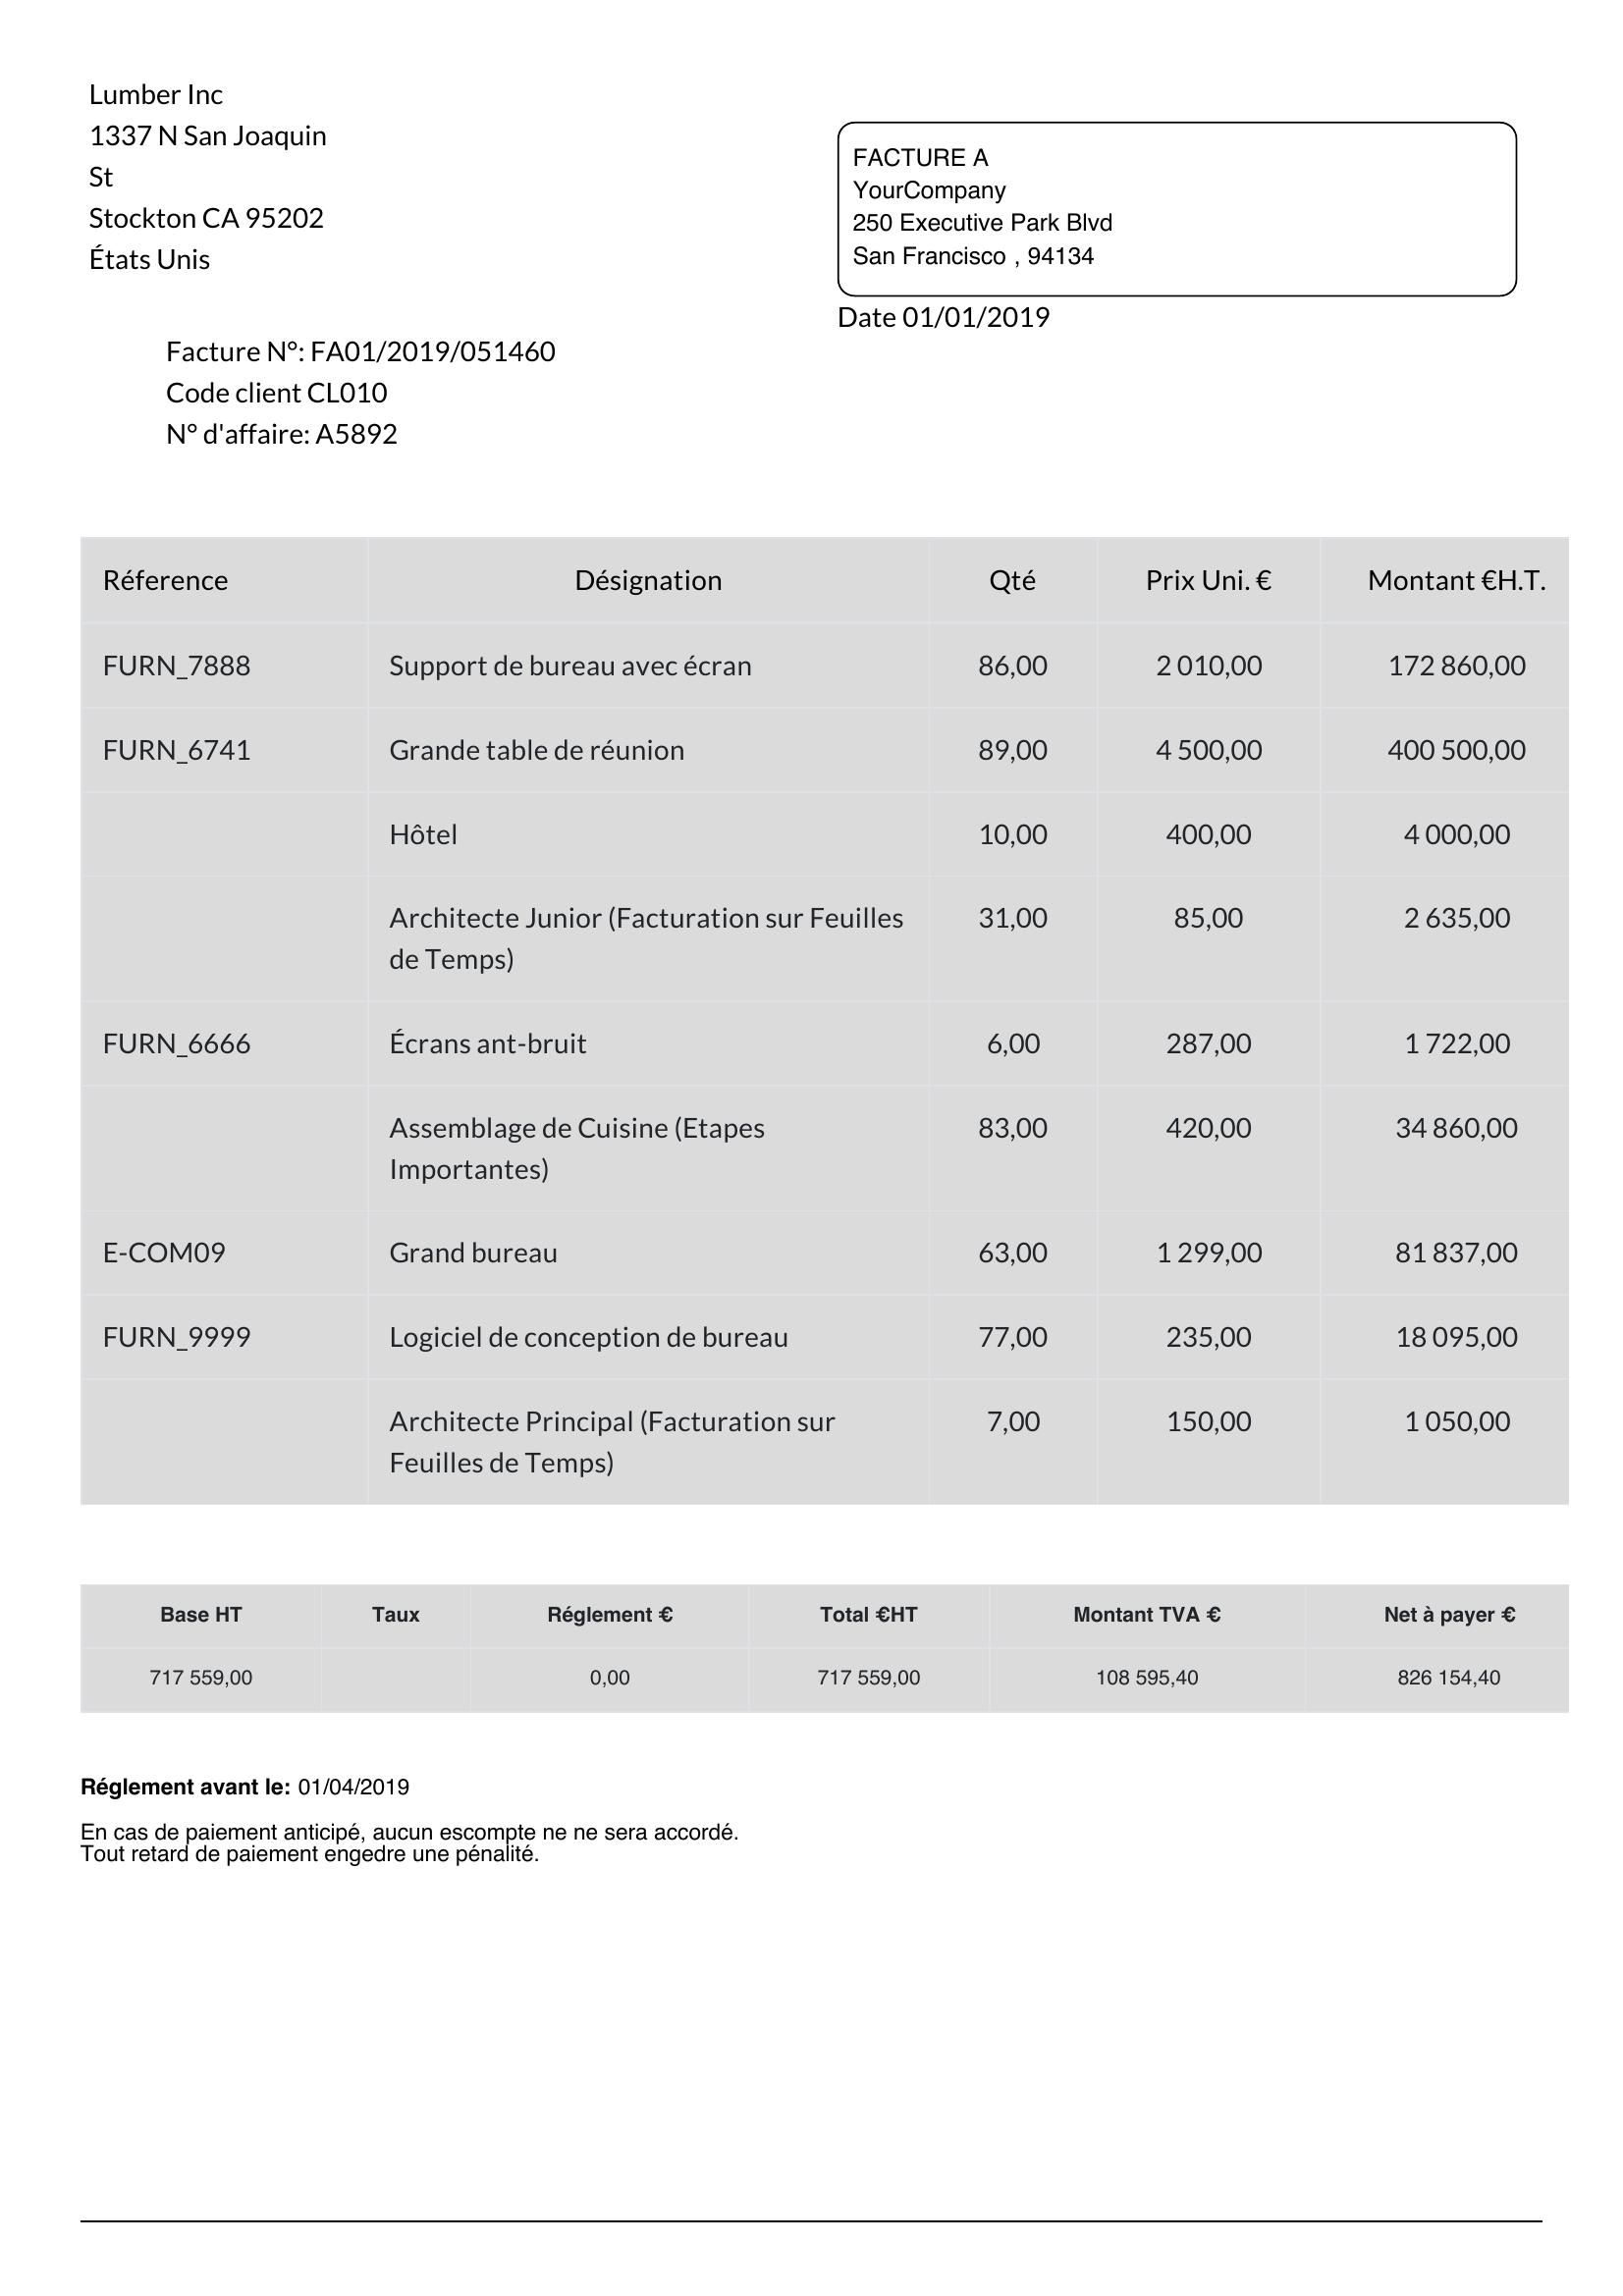 Lumber Inc
1337 N San Joaquin
St
Stockton CA 95202
États Unis
FACTURE A
YourCompany
250 Executive Park Blvd
San Francisco , 94134
Date 01/01/2019
Facture N°: FA01/2019/051460
Code client CL010
N° d'affaire: A5892
Réference Désignation Qté Prix Uni. € Montant €H.T.
FURN_7888 Support de bureau avec écran 86,00 2 010,00 172 860,00
FURN_6741 Grande table de réunion 89,00 4 500,00 400 500,00
Hôtel 10,00 400,00 4 000,00
Architecte Junior (Facturation sur Feuilles 31,00 85,00 2 635,00
de Temps)
FURN_6666 Écrans ant-bruit 6,00 287,00 1 722,00
Assemblage de Cuisine (Etapes 83,00 420,00 34 860,00
Importantes)
E-COM09 Grand bureau 63,00 1 299,00 81 837,00
FURN_9999 Logiciel de conception de bureau 77,00 235,00 18 095,00
Architecte Principal (Facturation sur 7,00 150,00 1 050,00
Feuilles de Temps)
Base HT Taux Réglement € Total €HT Montant TVA € Net à payer €
717 559,00 0,00 717 559,00 108 595,40 826 154,40
Réglement avant le: 01/04/2019
En cas de paiement anticipé, aucun escompte ne ne sera accordé.
Tout retard de paiement engedre une pénalité.